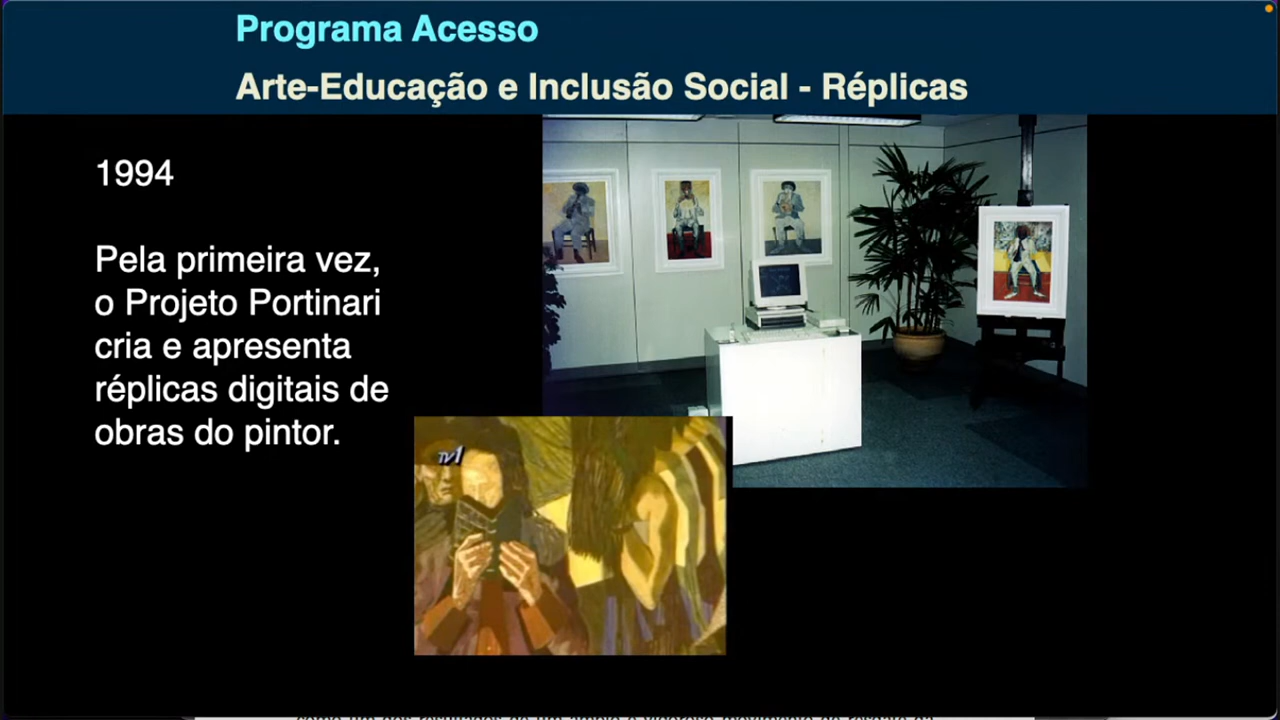 Programa Acesso
Arte-Educação e Inclusão Social - Réplicas
1994
Pela primeira vez,
o Projeto Portinari
cria e apresenta
réplicas digitais de
obras do pintor.
TV1